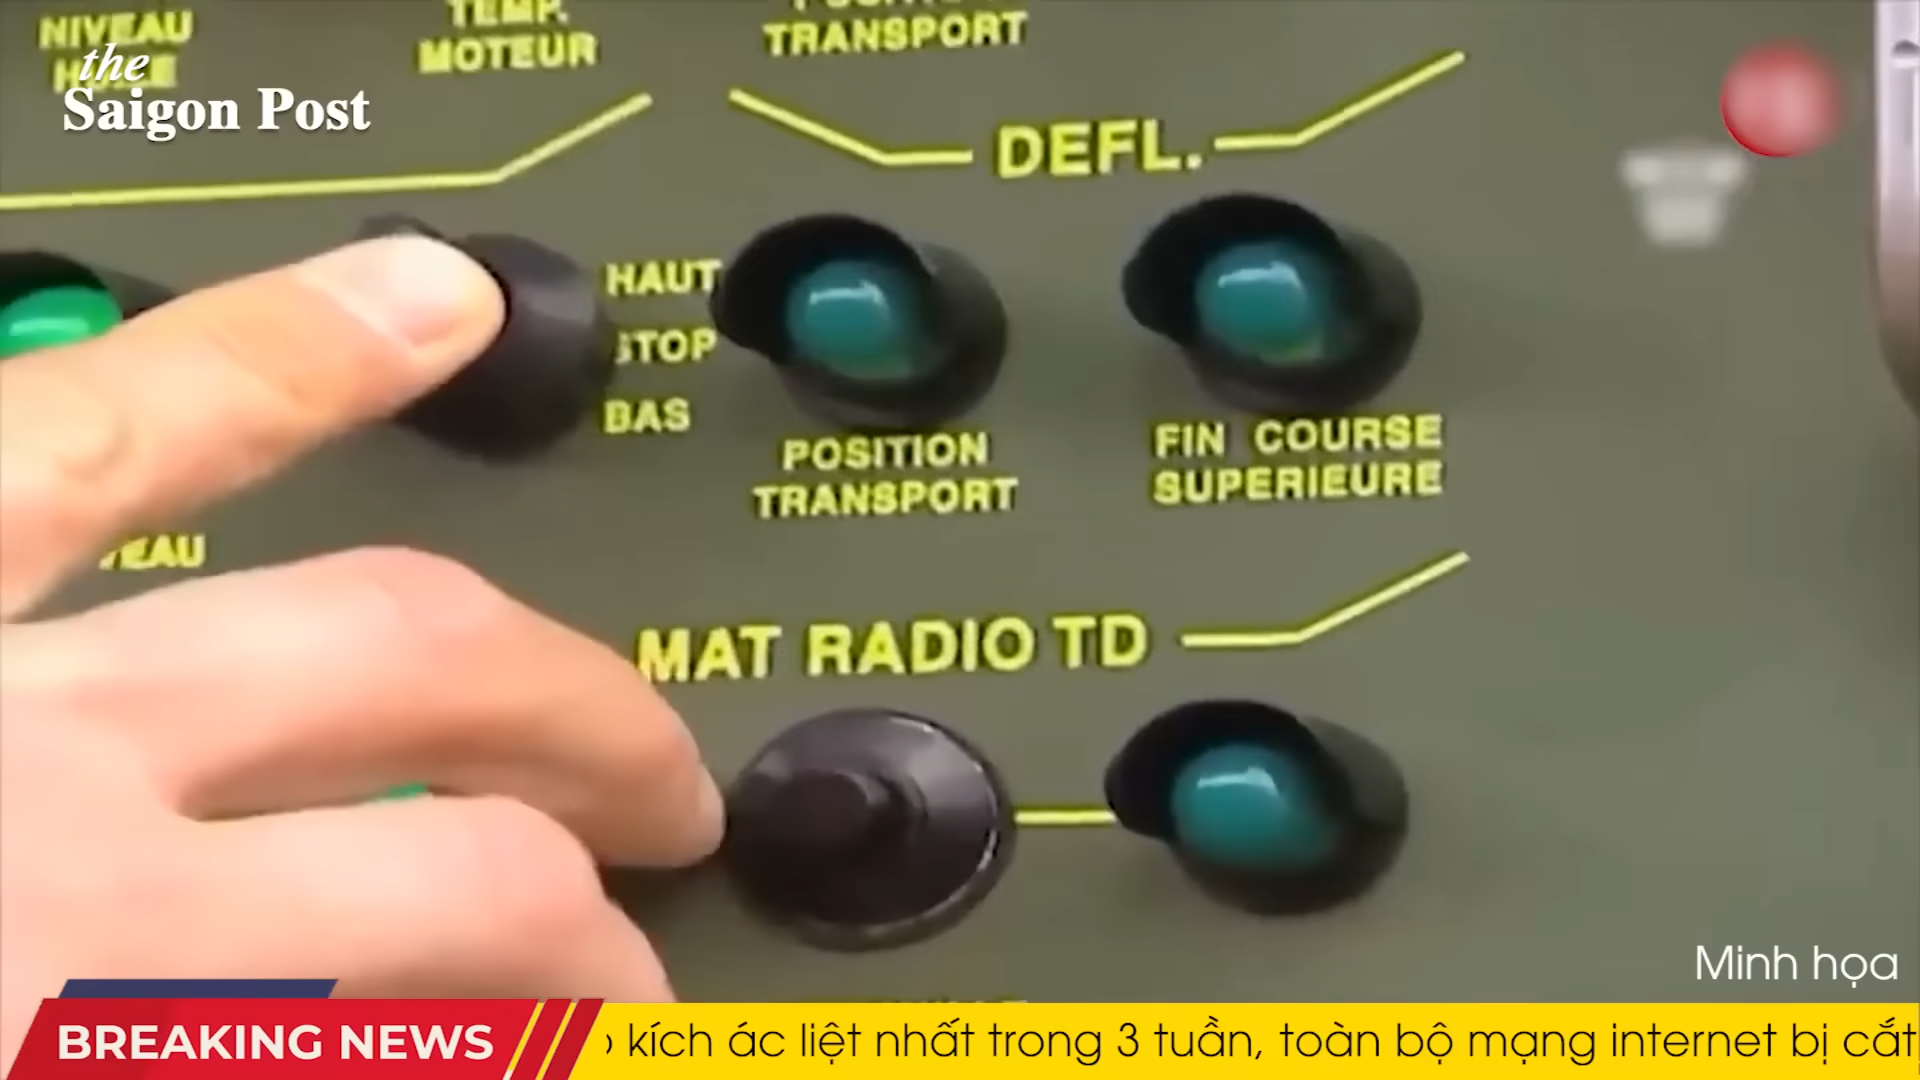 NIVEAU
TEMP.
MOTEUR
TRANSPORT
the
Saigon Post
DEFL.
HAUT
STOP
BAS
POSITION
TRANSPORT
FIN COURSE
SUPERIEURE
MAT RADIO TD
Minh họa
BREAKING NEWS
kích ác liệt nhất trong 3 tuần, toàn bộ mạng internet bị cắt